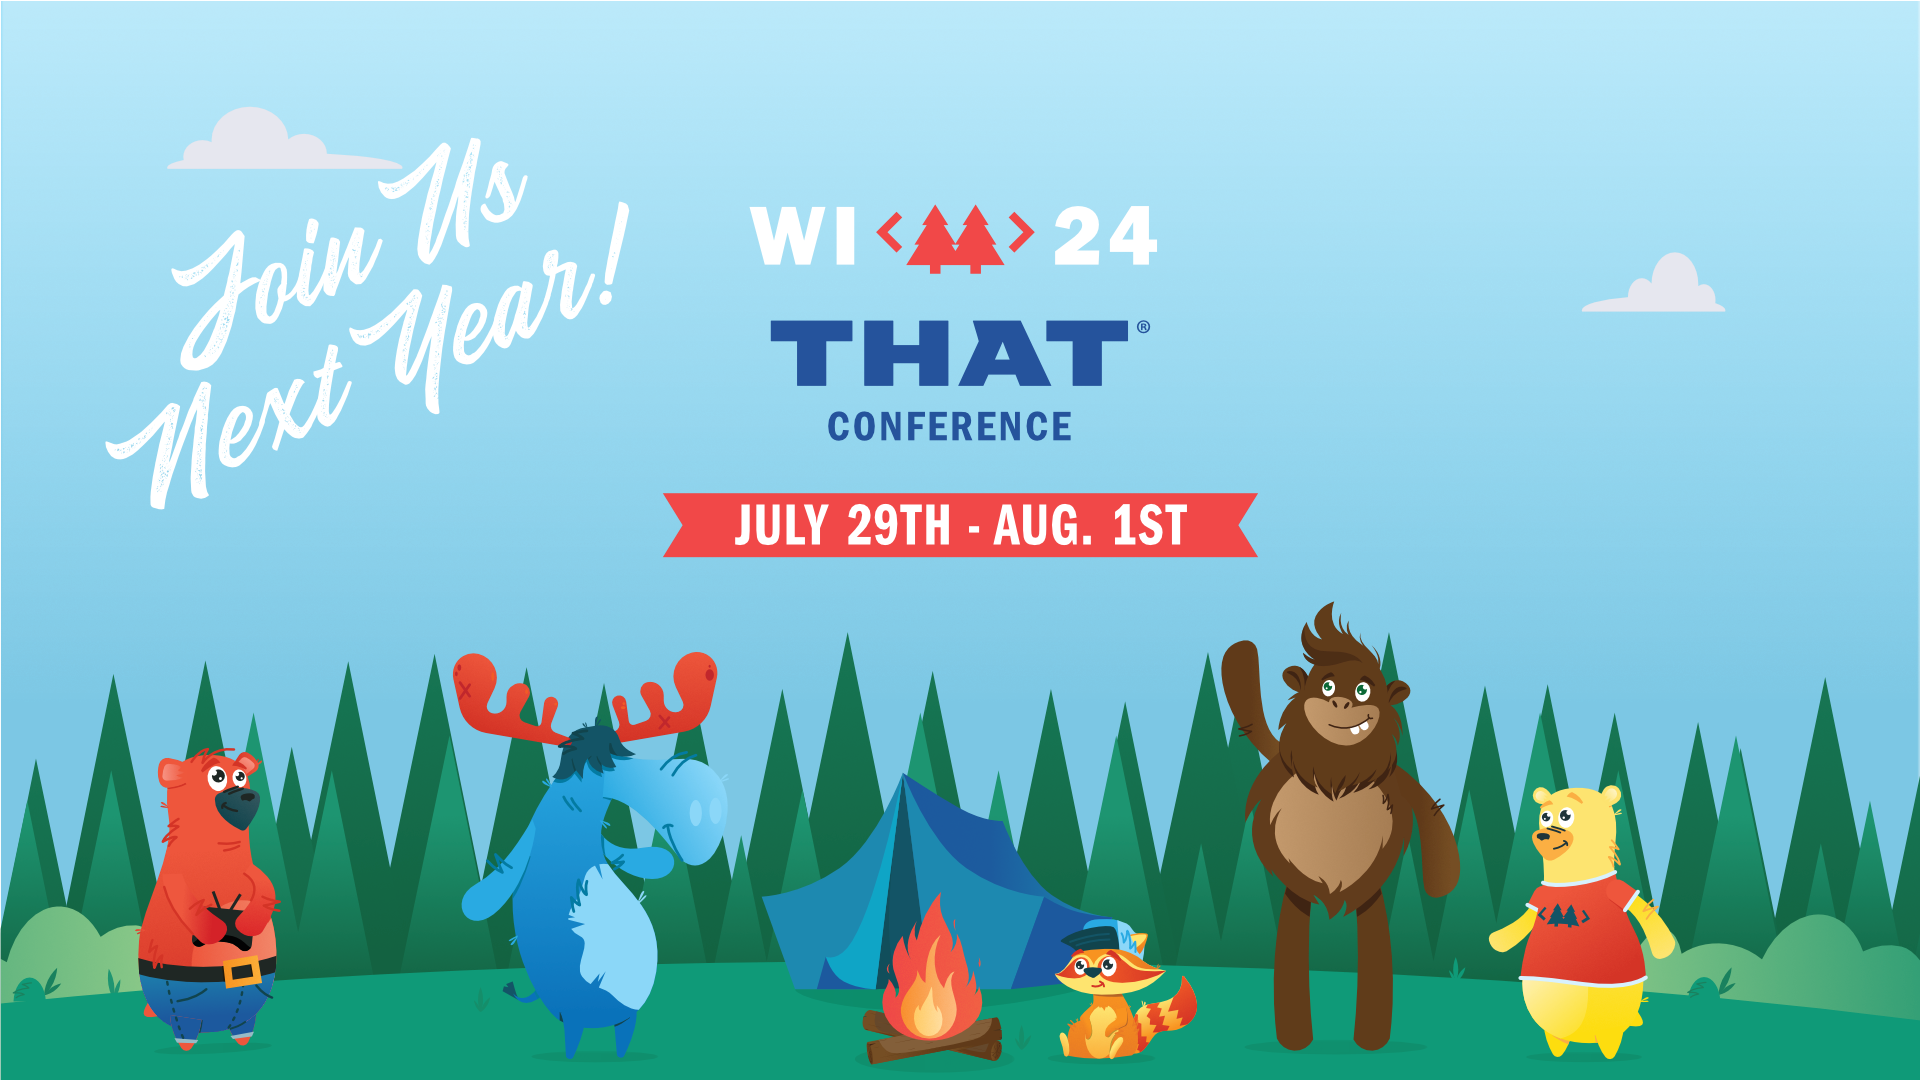 Join Us
Next Year!
WI < > 24
THAT®
CONFERENCE
JULY 29TH - AUG. 1ST